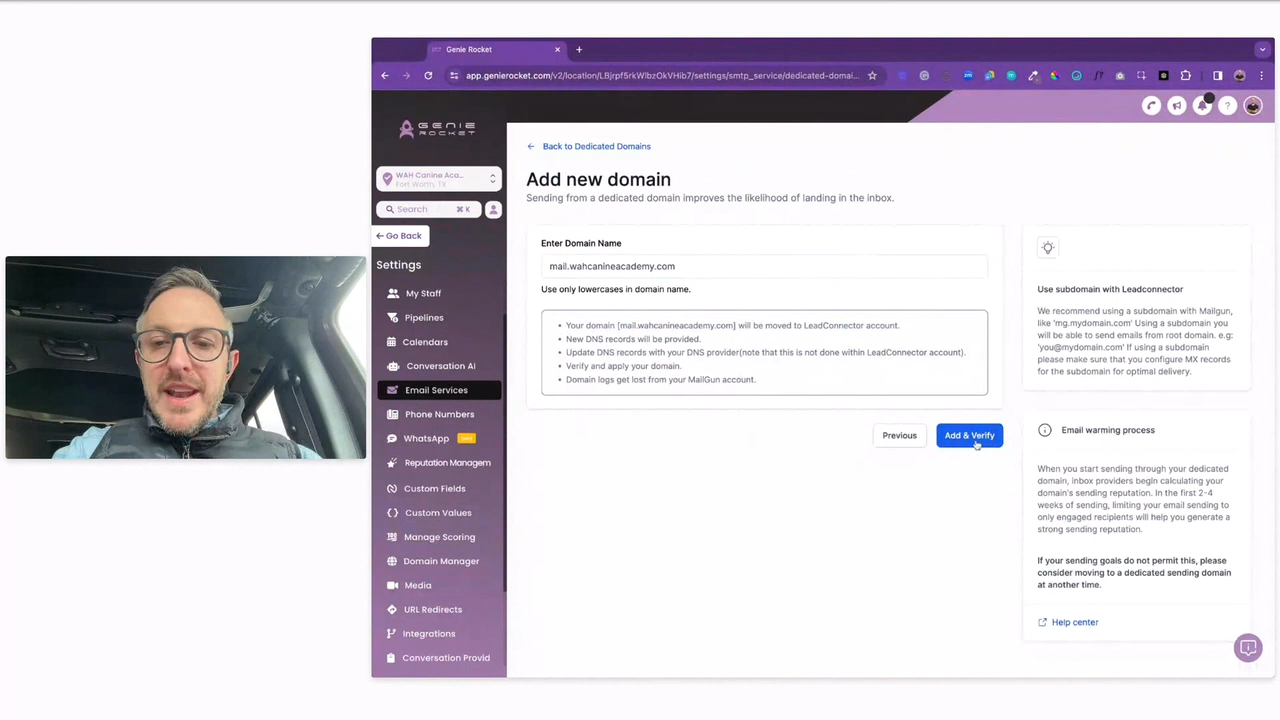 Genie Rocket
app.genierocket.com/v2/location/LBjrpf5rkWlbzOkVHib7/settings/smtp_service/dedicated-domai...
GENIE
ROCKET
WAH Canine Aca...
Fort Worth, TX
Search ⌘ K
Go Back
Settings
My Staff
Pipelines
Calendars
Conversation AI
Email Services
Phone Numbers
WhatsApp
Reputation Managem
Custom Fields
Custom Values
Manage Scoring
Domain Manager
Media
URL Redirects
Integrations
Conversation Provid
Back to Dedicated Domains
Add new domain
Sending from a dedicated domain improves the likelihood of landing in the inbox.
Enter Domain Name
mail.wahcanineacademy.com
Use only lowercases in domain name.
• Your domain [mail.wahcanineacademy.com] will be moved to LeadConnector account.
• New DNS records will be provided.
• Update DNS records with your DNS provider(note that this is not done within LeadConnector account).
• Verify and apply your domain.
• Domain logs get lost from your MailGun account.
Previous
Add & Verify
Use subdomain with Leadconnector
We recommend using a subdomain with Mailgun,
like 'mg.mydomain.com' Using a subdomain you
will be able to send emails from root domain. e.g:
'you@mydomain.com' If using a subdomain
please make sure that you configure MX records
for the subdomain for optimal delivery.
Email warming process
When you start sending through your dedicated
domain, inbox providers begin calculating your
domain's sending reputation. In the first 2-4
weeks of sending, limiting your email sending to
only engaged recipients will help you generate a
strong sending reputation.
If your sending goals do not permit this, please
consider moving to a dedicated sending domain
at another time.
Help center